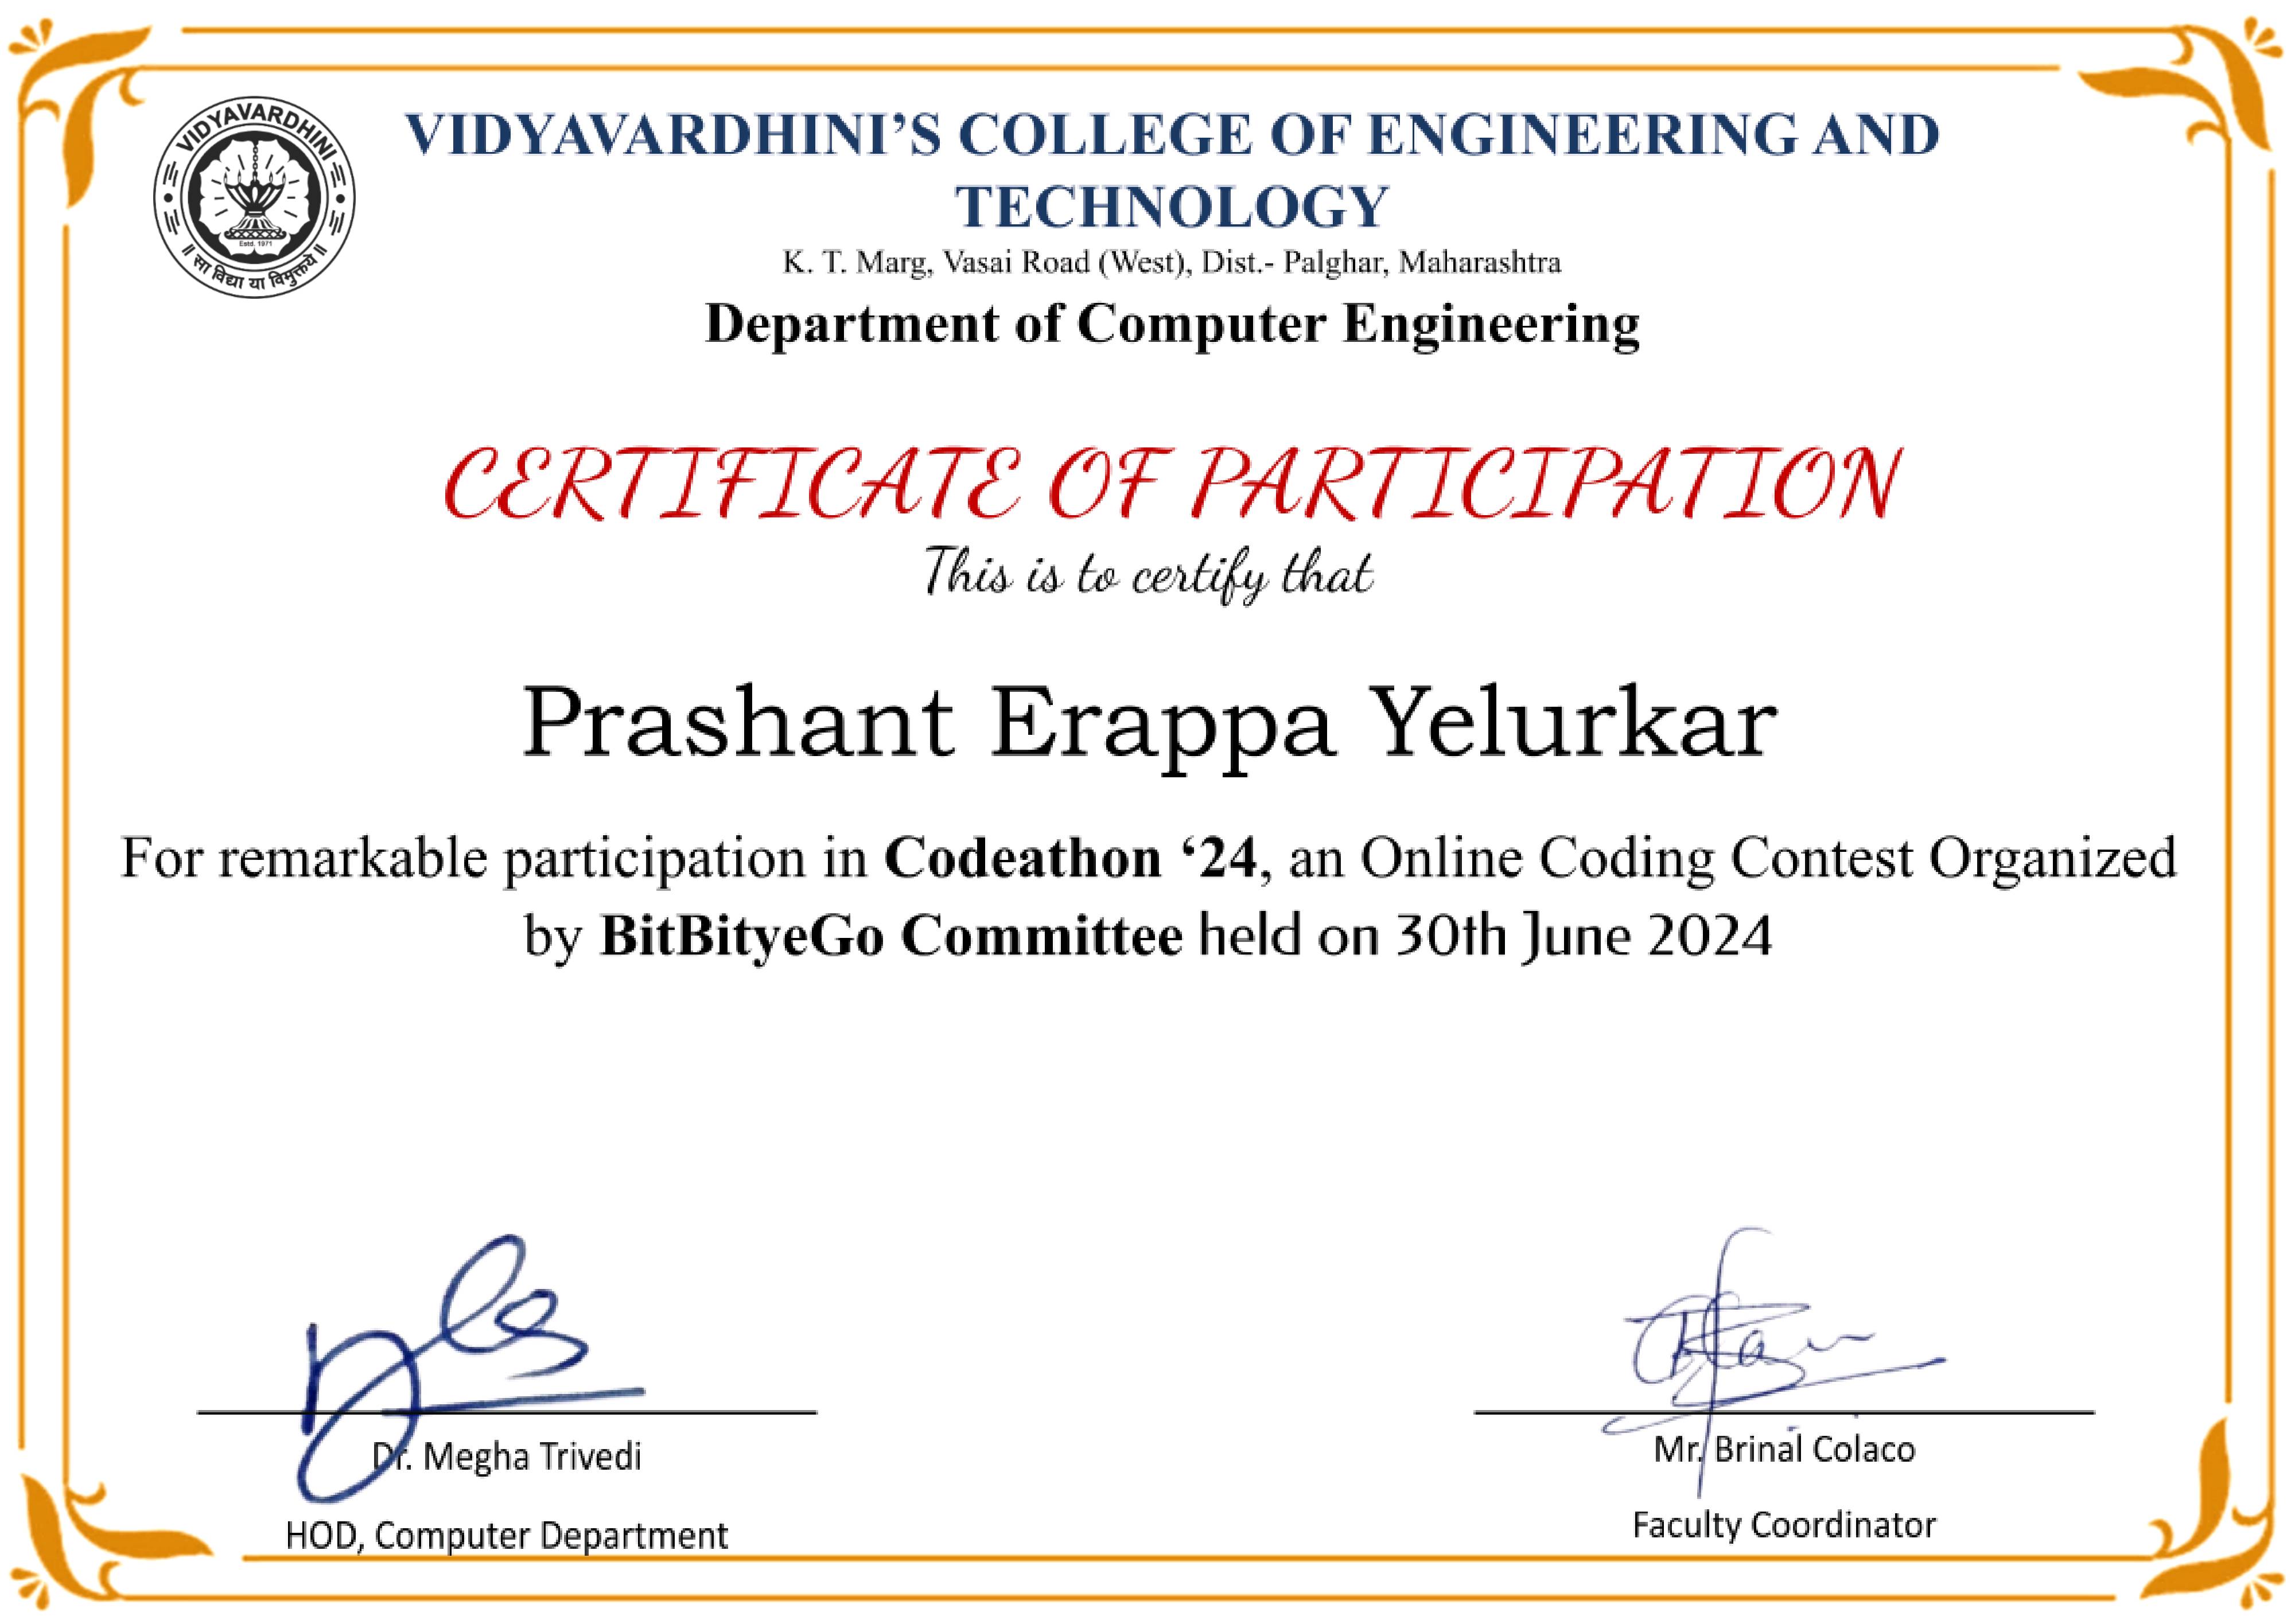 VIDYAVARDHINI
Estd. 1971
॥ सा विद्या या विमुक्तये ॥
VIDYAVARDHINI’S COLLEGE OF ENGINEERING AND
TECHNOLOGY
K. T. Marg, Vasai Road (West), Dist.- Palghar, Maharashtra
Department of Computer Engineering
CERTIFICATE OF PARTICIPATION
This is to certify that
Prashant Erappa Yelurkar
For remarkable participation in Codeathon ‘24, an Online Coding Contest Organized
by BitBityeGo Committee held on 30th June 2024
Dr. Megha Trivedi
HOD, Computer Department
Mr. Brinal Colaco
Faculty Coordinator